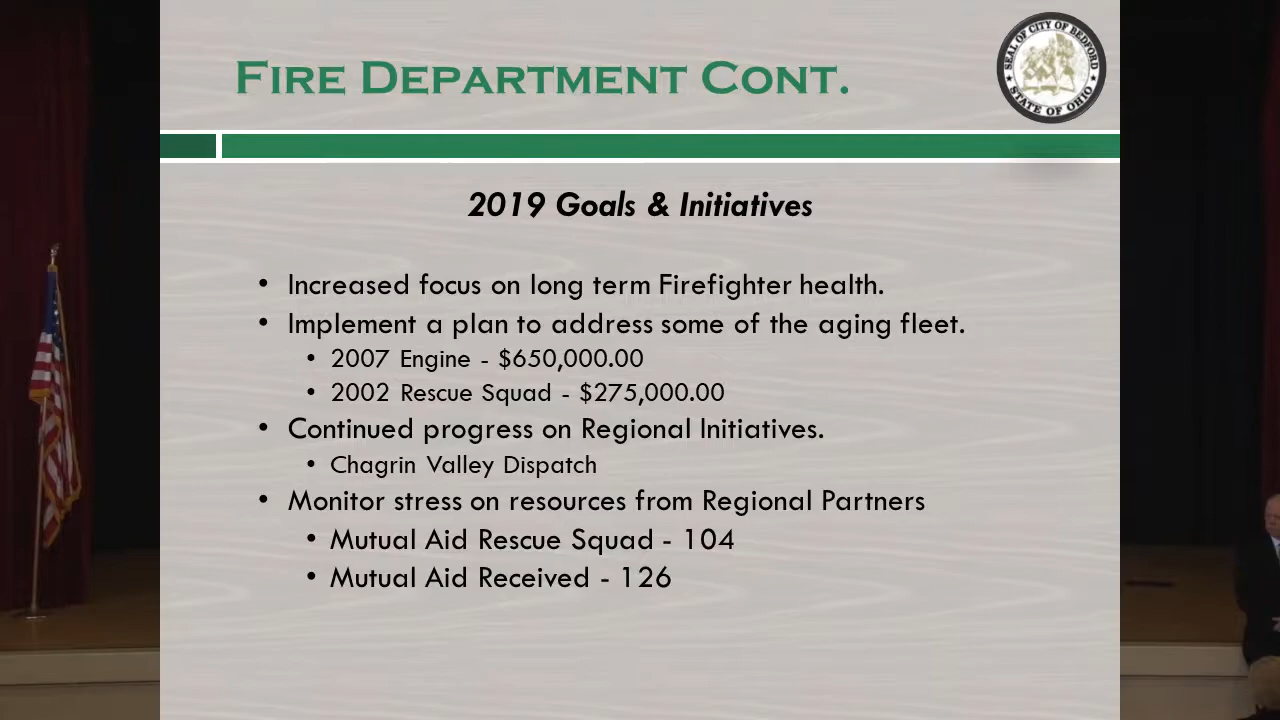 Fire Department Cont.
SEAL OF CITY OF BEDFORD
STATE OF OHIO
2019 Goals & Initiatives
• Increased focus on long term Firefighter health.
• Implement a plan to address some of the aging fleet.
• 2007 Engine - $650,000.00
• 2002 Rescue Squad - $275,000.00
• Continued progress on Regional Initiatives.
• Chagrin Valley Dispatch
• Monitor stress on resources from Regional Partners
• Mutual Aid Rescue Squad - 104
• Mutual Aid Received - 126